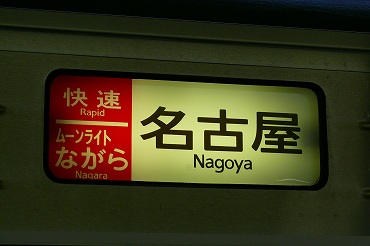 快速
Rapid
ムーンライト
ながら
Nagara
名古屋
Nagoya